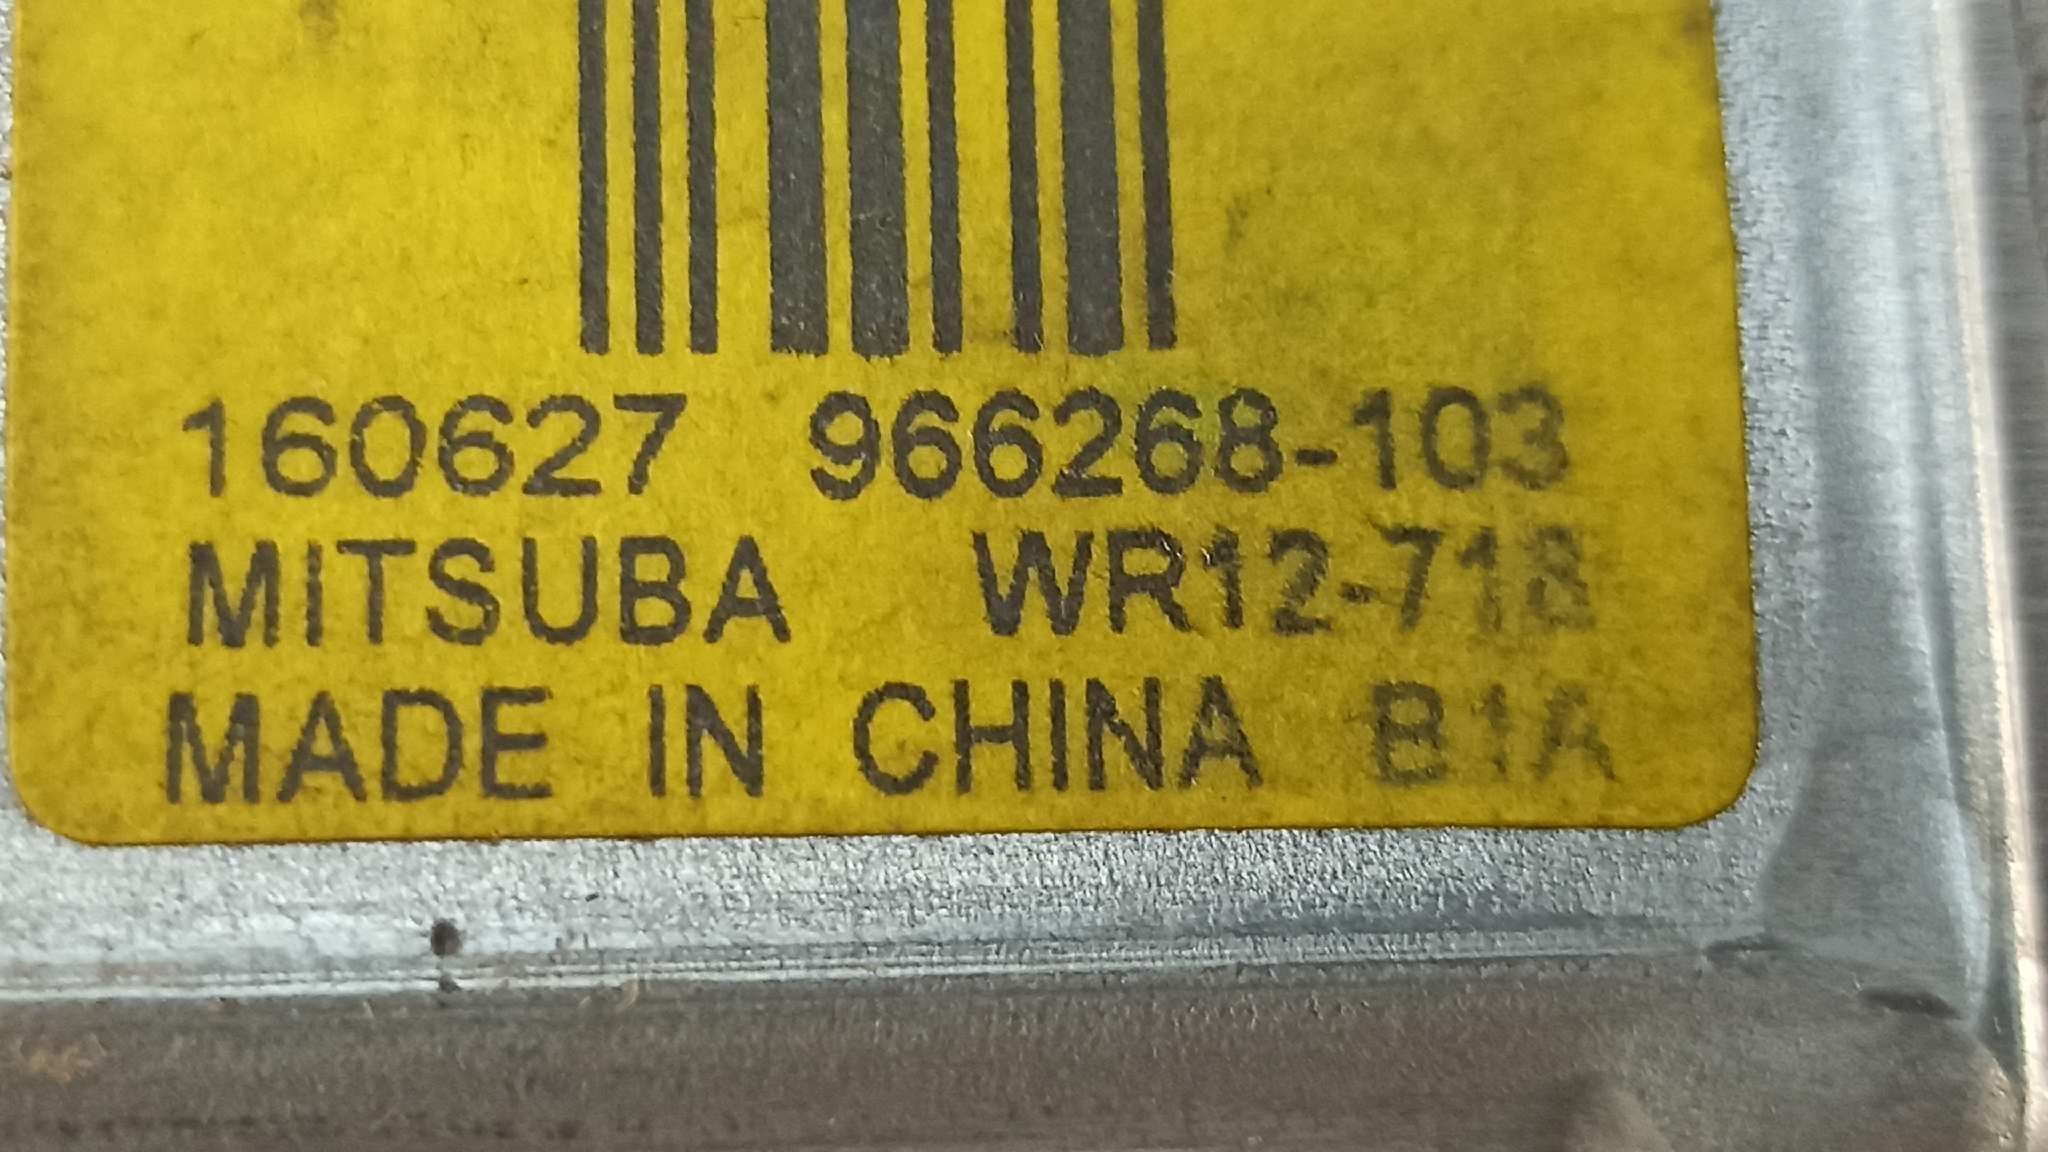 160627 966268-103
MITSUBA WR12-718
MADE IN CHINA B1A